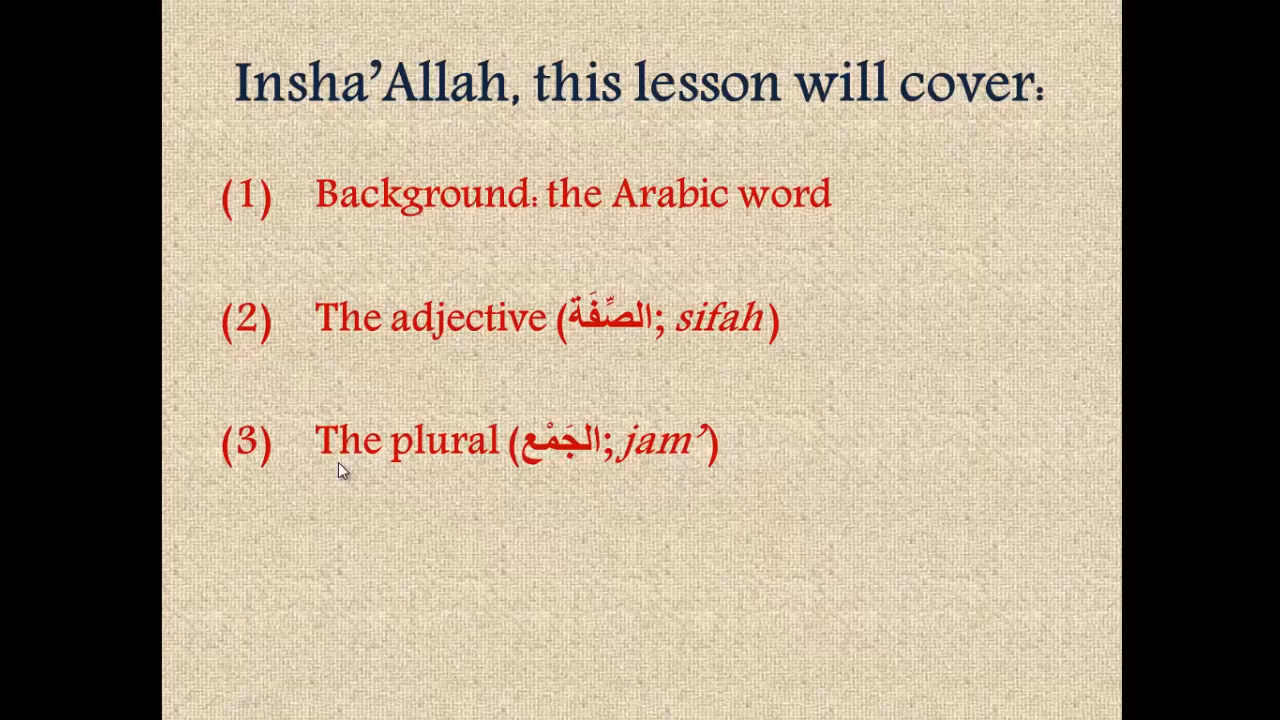 Insha’Allah, this lesson will cover:
(1) Background: the Arabic word
(2) The adjective (الصِّفَة; sifah)
(3) The plural (الجَمْع; jam’)